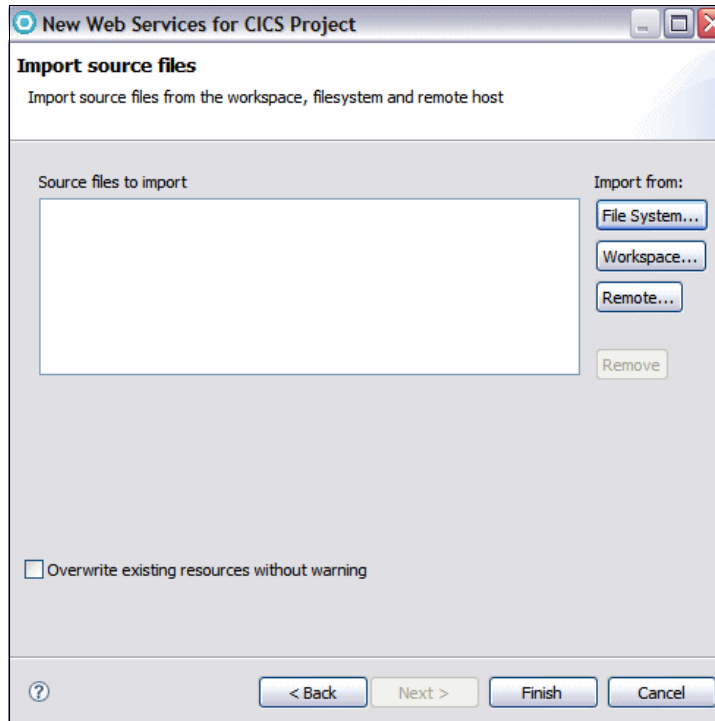 New Web Services for CICS Project
Import source files
Import source files from the workspace, filesystem and remote host
Source files to import
Import from:
File System...
Workspace...
Remote...
Remove
Overwrite existing resources without warning
?
< Back
Next >
Finish
Cancel